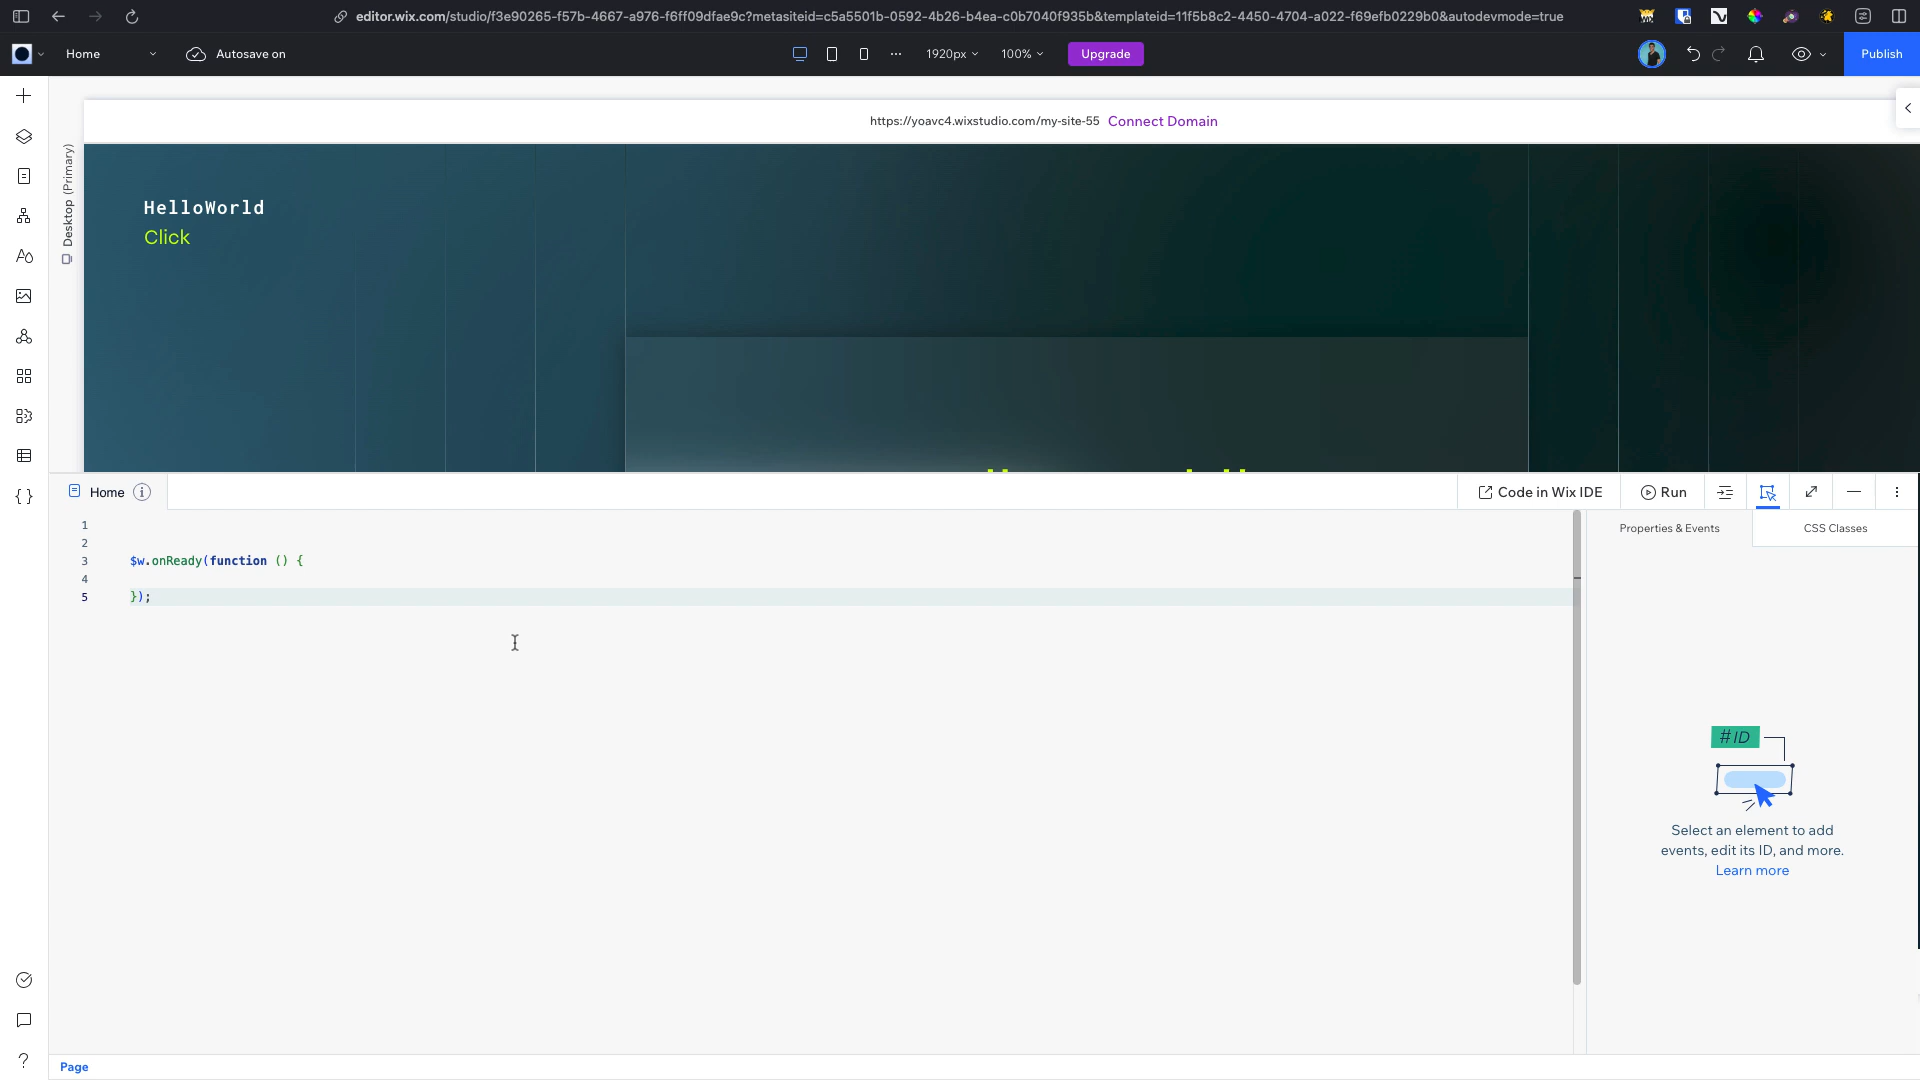 editor.wix.com/studio/f3e90265-f57b-4667-a976-f6ff09dfae9c?metasiteid=c5a5501b-0592-4b26-b4ea-c0b7040f935b&templateid=11f5b8c2-4450-4704-a022-f69efb0229b0&autodevmode=true
Home
Autosave on
1920px
100%
Upgrade
Publish
https://yoavc4.wixstudio.com/my-site-55 Connect Domain
Desktop (Primary)
HelloWorld
Click
Home
Code in Wix IDE
Run
Properties & Events
CSS Classes
1
2
3 $w.onReady(function () {
4
5 });
#ID
Select an element to add
events, edit its ID, and more.
Learn more
Page